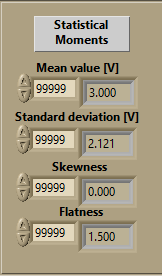 Statistical
Moments
Mean value [V]
99999 3.000
Standard deviation [V]
99999 2.121
Skewness
99999 0.000
Flatness
99999 1.500